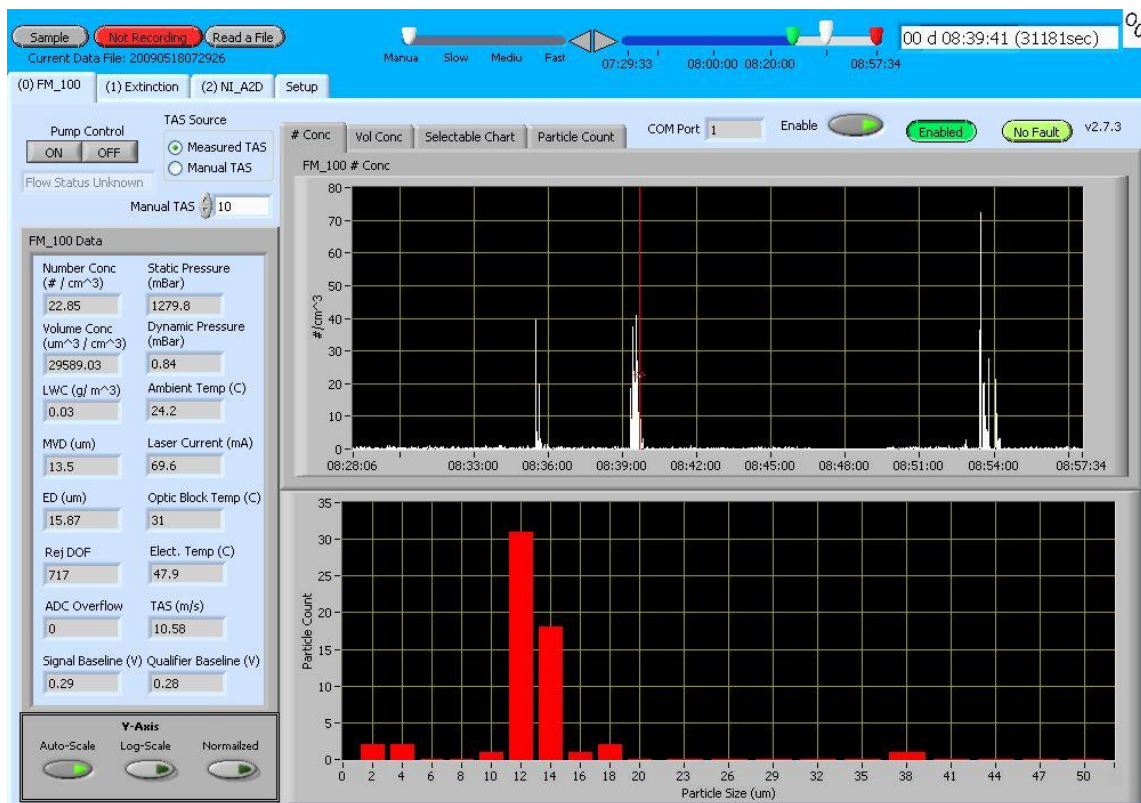 Sample Not Recording Read a File
Current Data File: 20090518072926
Manua Slow Mediu Fast
07:29:33 08:00:00 08:20:00 08:57:34
00 d 08:39:41 (31181sec)
(0) FM_100 (1) Extinction (2) NI_A2D Setup
Pump Control
ON OFF
Flow Status Unknown
TAS Source
Measured TAS
Manual TAS
Manual TAS 10
# Conc Vol Conc Selectable Chart Particle Count
COM Port 1 Enable Enabled No Fault v2.7.3
FM_100 Data
Number Conc (# / cm^3)
22.85
Static Pressure (mBar)
1279.8
Volume Conc (um^3 / cm^3)
29589.03
Dynamic Pressure (mBar)
0.84
LWC (g/ m^3)
0.03
Ambient Temp (C)
24.2
MVD (um)
13.5
Laser Current (mA)
69.6
ED (um)
15.87
Optic Block Temp (C)
31
Rej DOF
717
Elect. Temp (C)
47.9
ADC Overflow
0
TAS (m/s)
10.58
Signal Baseline (V)
0.29
Qualifier Baseline (V)
0.28
Y-Axis
Auto-Scale Log-Scale Normailzed
FM_100 # Conc
#/cm^3
80
70
60
50
40
30
20
10
0
08:28:06 08:33:00 08:36:00 08:39:00 08:42:00 08:45:00 08:48:00 08:51:00 08:54:00 08:57:34
Particle Count
35
30
25
20
15
10
5
0
0 2 4 6 8 10 12 14 16 18 20 23 26 29 32 35 38 41 44 47 50
Particle Size (um)